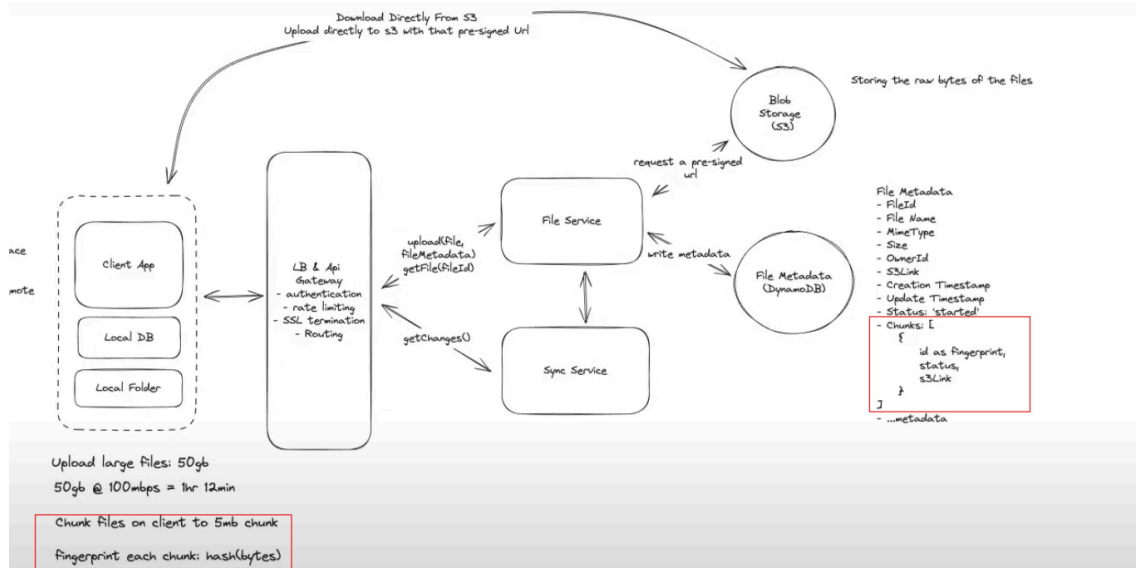 Download Directly From S3
Upload directly to s3 with that pre-signed Url
Storing the raw bytes of the files
Blob
Storage
(S3)
request a pre-signed
url
File Service
upload(file,
fileMetadata)
getFile(fileId)
write metadata
File Metadata
(DynamoDB)
File Metadata
- FileId
- File Name
- MimeType
- Size
- OwnerId
- S3Link
- Creation Timestamp
- Update Timestamp
- Status: 'started'
- Chunks: [
{
id as fingerprint,
status,
s3Link
}
]
- ...metadata
ace
mote
Client App
Local DB
Local Folder
LB & Api
Gateway
- authentication
- rate limiting
- SSL termination
- Routing
getChanges()
Sync Service
Upload large files: 50gb
50gb @ 100mbps = 1hr 12min
Chunk files on client to 5mb chunk
fingerprint each chunk: hash(bytes)